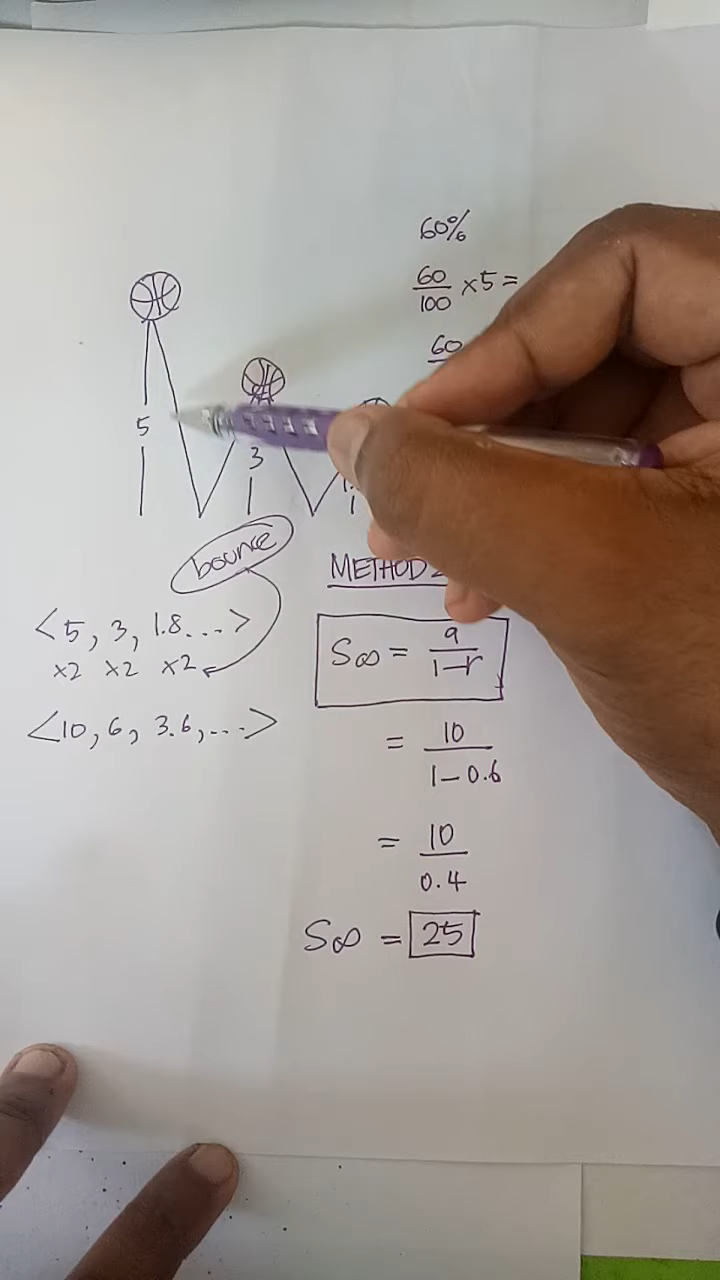 60%
60/100 ×5 =
60
5
3
1.
bounce
METHOD
<5, 3, 1.8...>
×2 ×2 ×2
<10, 6, 3.6, ...>
S∞ = a/1-r
= 10/1-0.6
= 10/0.4
S∞ = 25